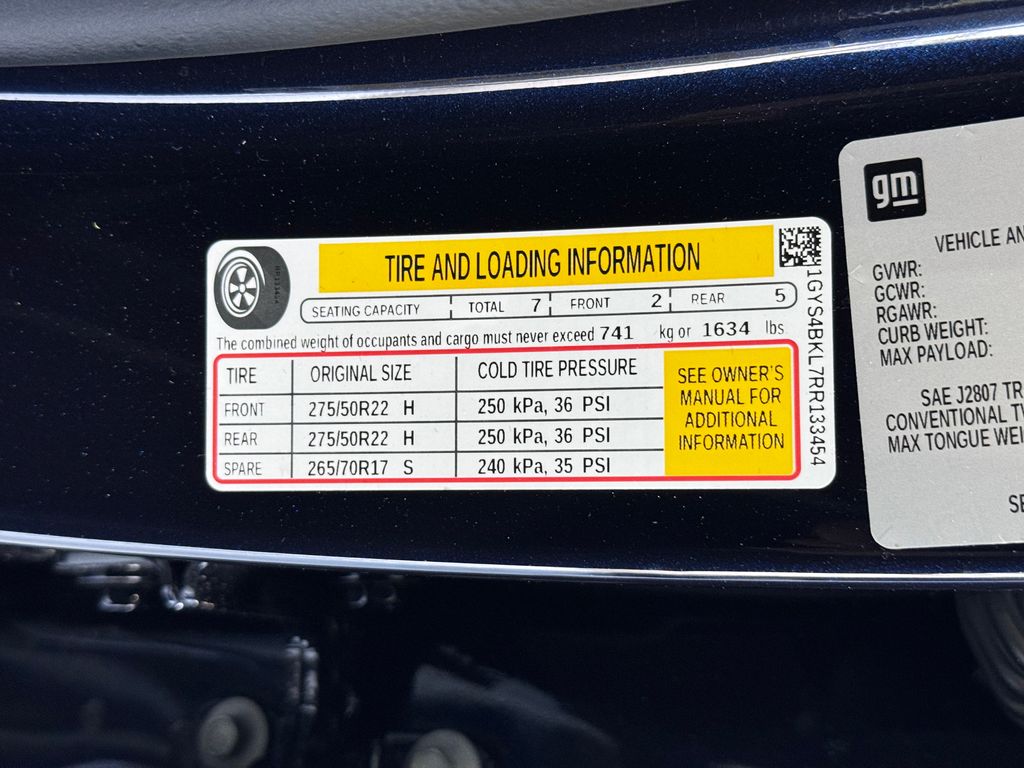 TIRE AND LOADING INFORMATION
SEATING CAPACITY TOTAL 7 FRONT 2 REAR 5
The combined weight of occupants and cargo must never exceed 741 kg or 1634 lbs.
TIRE ORIGINAL SIZE COLD TIRE PRESSURE
FRONT 275/50R22 H 250 kPa, 36 PSI
REAR 275/50R22 H 250 kPa, 36 PSI
SPARE 265/70R17 S 240 kPa, 35 PSI
SEE OWNER'S
MANUAL FOR
ADDITIONAL
INFORMATION
1GYS4BKL7RR133454
gm
VEHICLE
GVWR:
GCWR:
RGAWR:
CURB WEIGHT:
MAX PAYLOAD:
SAE J2807
CONVENTIONAL
MAX TONGUE